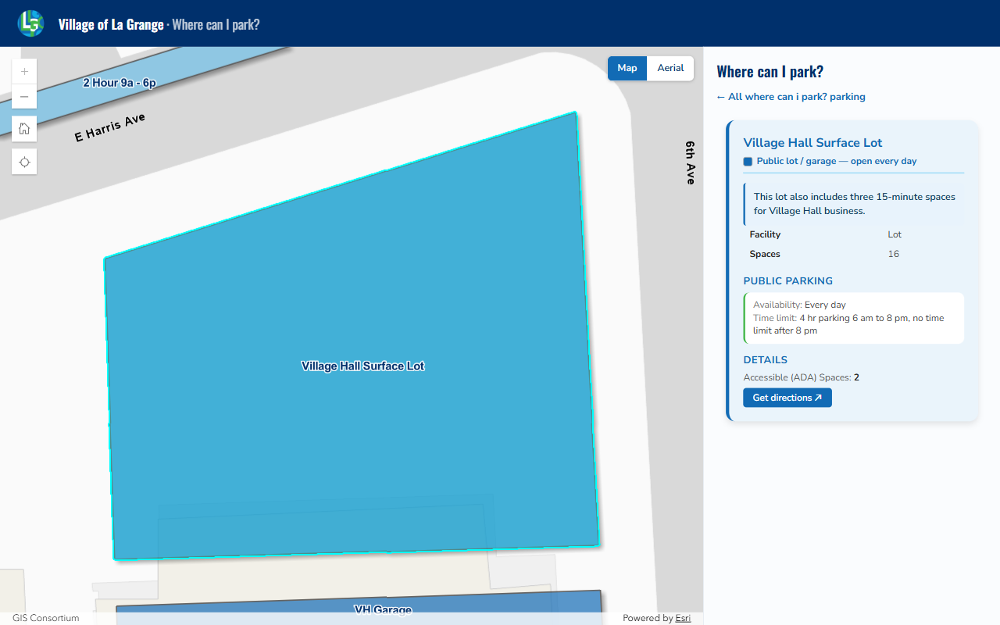 LG
Village of La Grange · Where can I park?
2 Hour 9a - 6p
E Harris Ave
6th Ave
Map
Aerial
Village Hall Surface Lot
VH Garage
GIS Consortium
Powered by Esri
Where can I park?
← All where can i park? parking
Village Hall Surface Lot
Public lot / garage — open every day
This lot also includes three 15-minute spaces
for Village Hall business.
Facility Lot
Spaces 16
PUBLIC PARKING
Availability: Every day
Time limit: 4 hr parking 6 am to 8 pm, no time
limit after 8 pm
DETAILS
Accessible (ADA) Spaces: 2
Get directions ↗